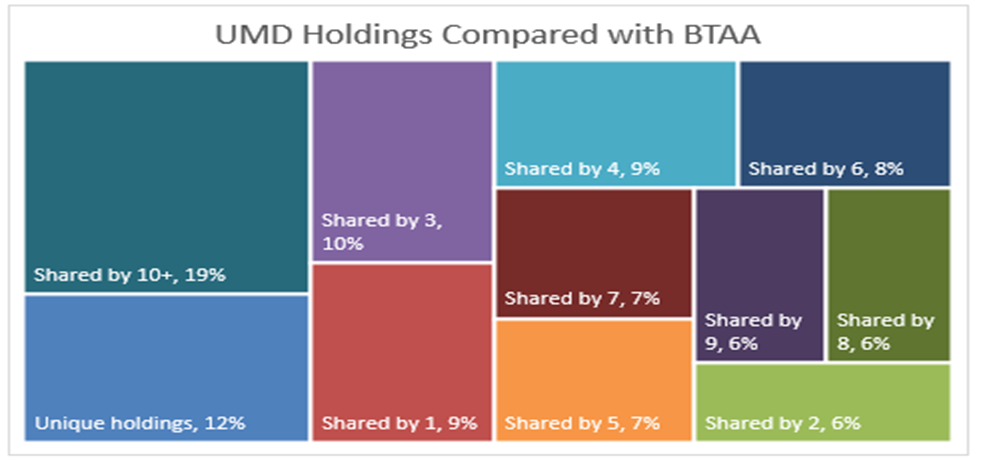 UMD Holdings Compared with BTAA
Shared by 10+, 19%
Unique holdings, 12%
Shared by 3,
10%
Shared by 1, 9%
Shared by 4, 9%
Shared by 6, 8%
Shared by 7, 7%
Shared by 5, 7%
Shared by
9, 6%
Shared by
8, 6%
Shared by 2, 6%